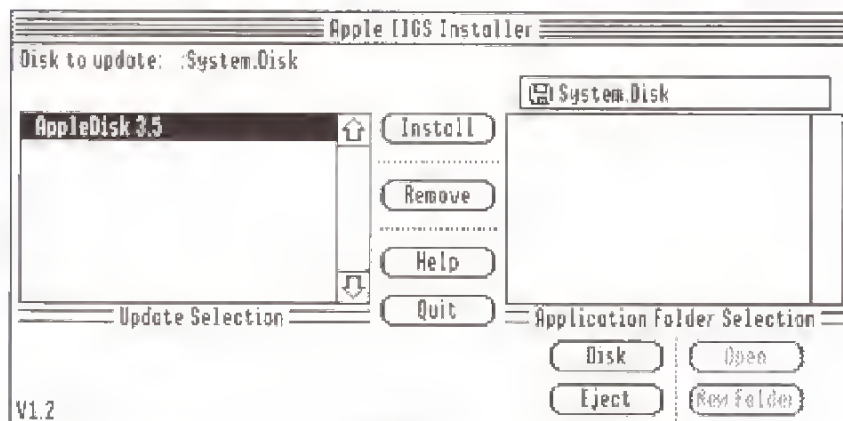 Apple IIGS Installer
Disk to update: :System.Disk
System.Disk
AppleDisk 3.5
Install
Remove
Help
Quit
Update Selection
Application Folder Selection
Disk
Open
Eject
New Folder
V1.2